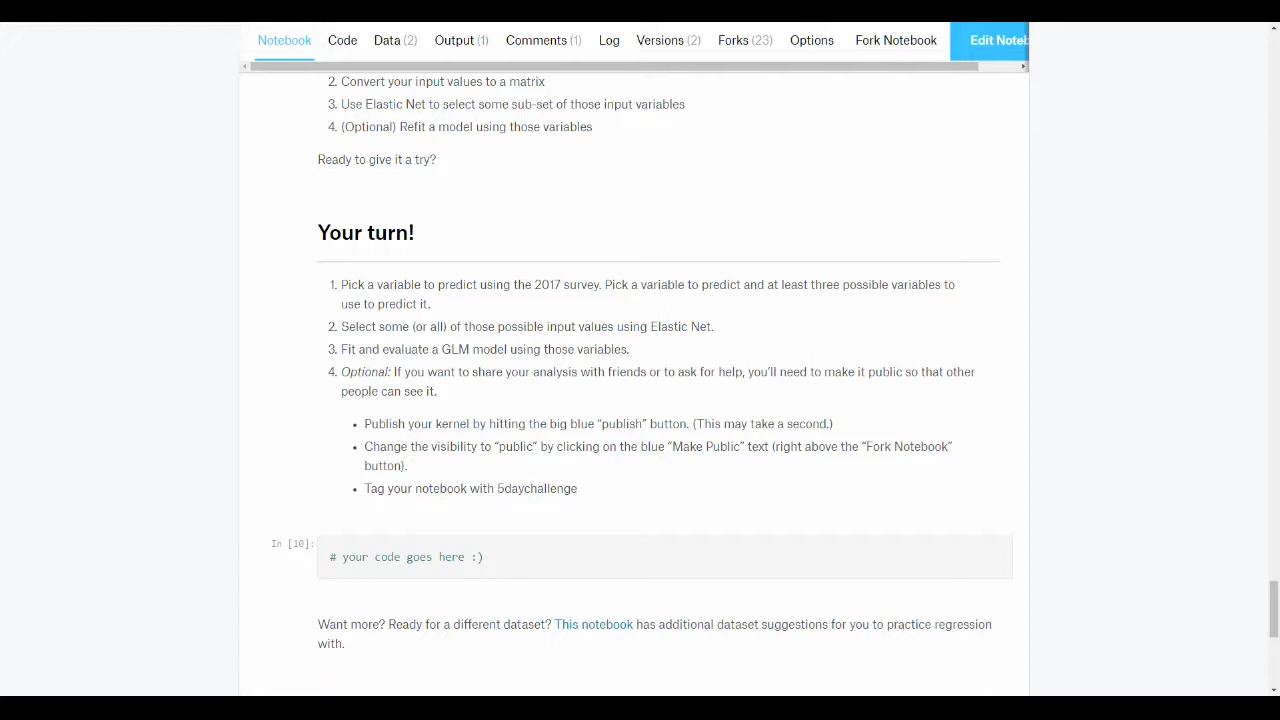 Notebook Code Data (2) Output (1) Comments (1) Log Versions (2) Forks (23) Options Fork Notebook Edit Noteb
2. Convert your input values to a matrix
3. Use Elastic Net to select some sub-set of those input variables
4. (Optional) Refit a model using those variables
Ready to give it a try?
Your turn!
1. Pick a variable to predict using the 2017 survey. Pick a variable to predict and at least three possible variables to
use to predict it.
2. Select some (or all) of those possible input values using Elastic Net.
3. Fit and evaluate a GLM model using those variables.
4. Optional: If you want to share your analysis with friends or to ask for help, you’ll need to make it public so that other
people can see it.
• Publish your kernel by hitting the big blue “publish” button. (This may take a second.)
• Change the visibility to “public” by clicking on the blue “Make Public” text (right above the “Fork Notebook”
button).
• Tag your notebook with 5daychallenge
In [10]:
# your code goes here :)
Want more? Ready for a different dataset? This notebook has additional dataset suggestions for you to practice regression
with.